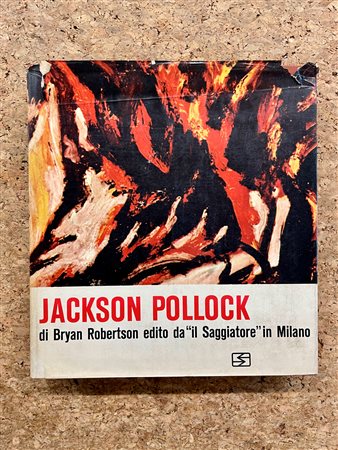 JACKSON POLLOCK
di Bryan Robertson edito da "il Saggiatore" in Milano